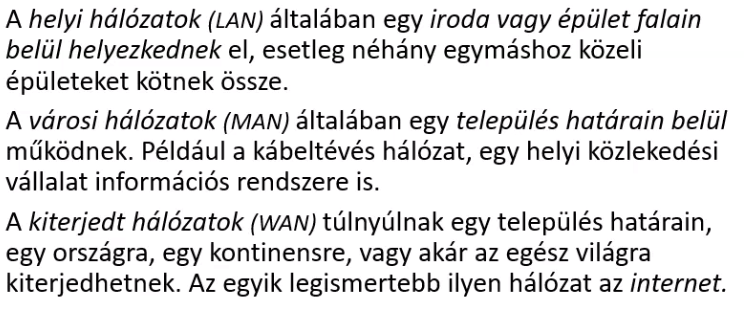 A helyi hálózatok (LAN) általában egy iroda vagy épület falain
belül helyezkednek el, esetleg néhány egymáshoz közeli
épületeket kötnek össze.
A városi hálózatok (MAN) általában egy település határain belül
működnek. Például a kábeltévés hálózat, egy helyi közlekedési
vállalat információs rendszere is.
A kiterjedt hálózatok (WAN) túlnyúlnak egy település határain,
egy országra, egy kontinensre, vagy akár az egész világra
kiterjedhetnek. Az egyik legismertebb ilyen hálózat az internet.